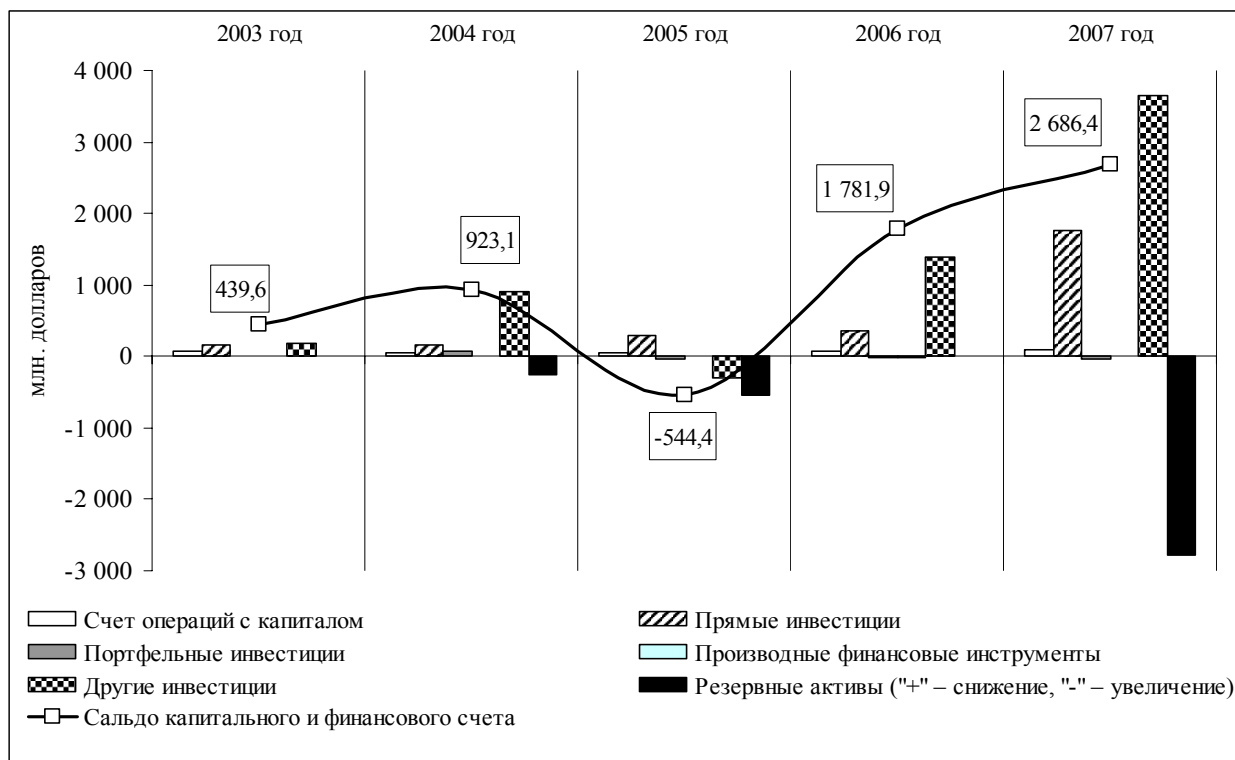 2003 год 2004 год 2005 год 2006 год 2007 год
млн. долларов
4 000
3 000
2 000
1 000
0
-1 000
-2 000
-3 000
439,6
923,1
-544,4
1 781,9
2 686,4
Счет операций с капиталом
Прямые инвестиции
Портфельные инвестиции
Производные финансовые инструменты
Другие инвестиции
Резервные активы ("+" – снижение, "-" – увеличение)
Сальдо капитального и финансового счета